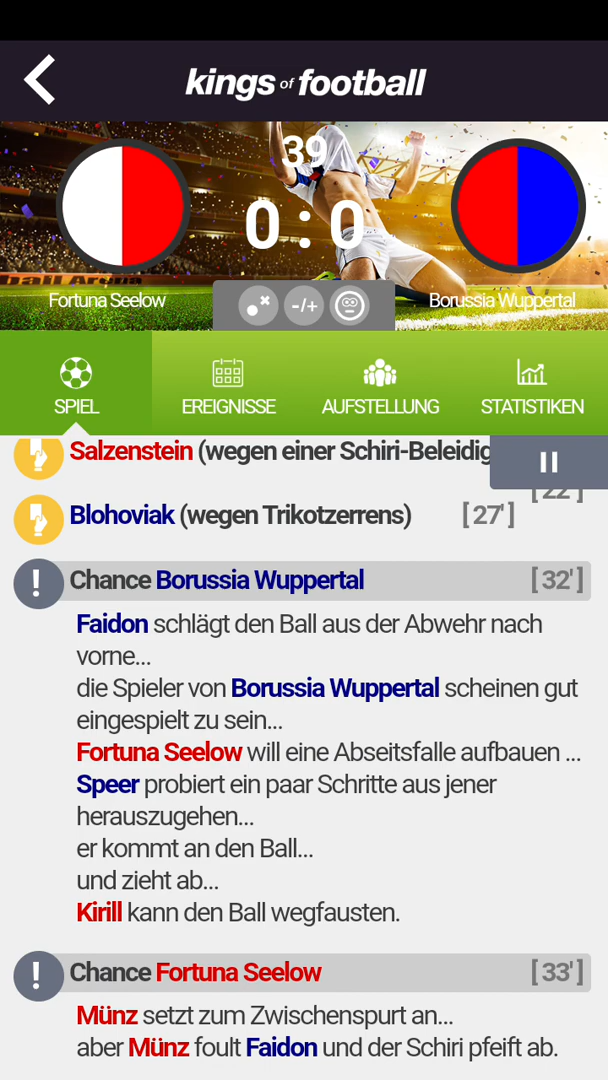 kings of football
39
0 : 0
Fortuna Seelow
-/+
Borussia Wuppertal
SPIEL
EREIGNISSE
AUFSTELLUNG
STATISTIKEN
Salzenstein (wegen einer Schiri-Beleidig
[22']
Blohoviak (wegen Trikotzerrens) [27']
! Chance Borussia Wuppertal [32']
Faidon schlägt den Ball aus der Abwehr nach
vorne...
die Spieler von Borussia Wuppertal scheinen gut
eingespielt zu sein...
Fortuna Seelow will eine Abseitsfalle aufbauen ...
Speer probiert ein paar Schritte aus jener
herauszugehen...
er kommt an den Ball...
und zieht ab...
Kirill kann den Ball wegfausten.
! Chance Fortuna Seelow [33']
Münz setzt zum Zwischenspurt an...
aber Münz foult Faidon und der Schiri pfeift ab.